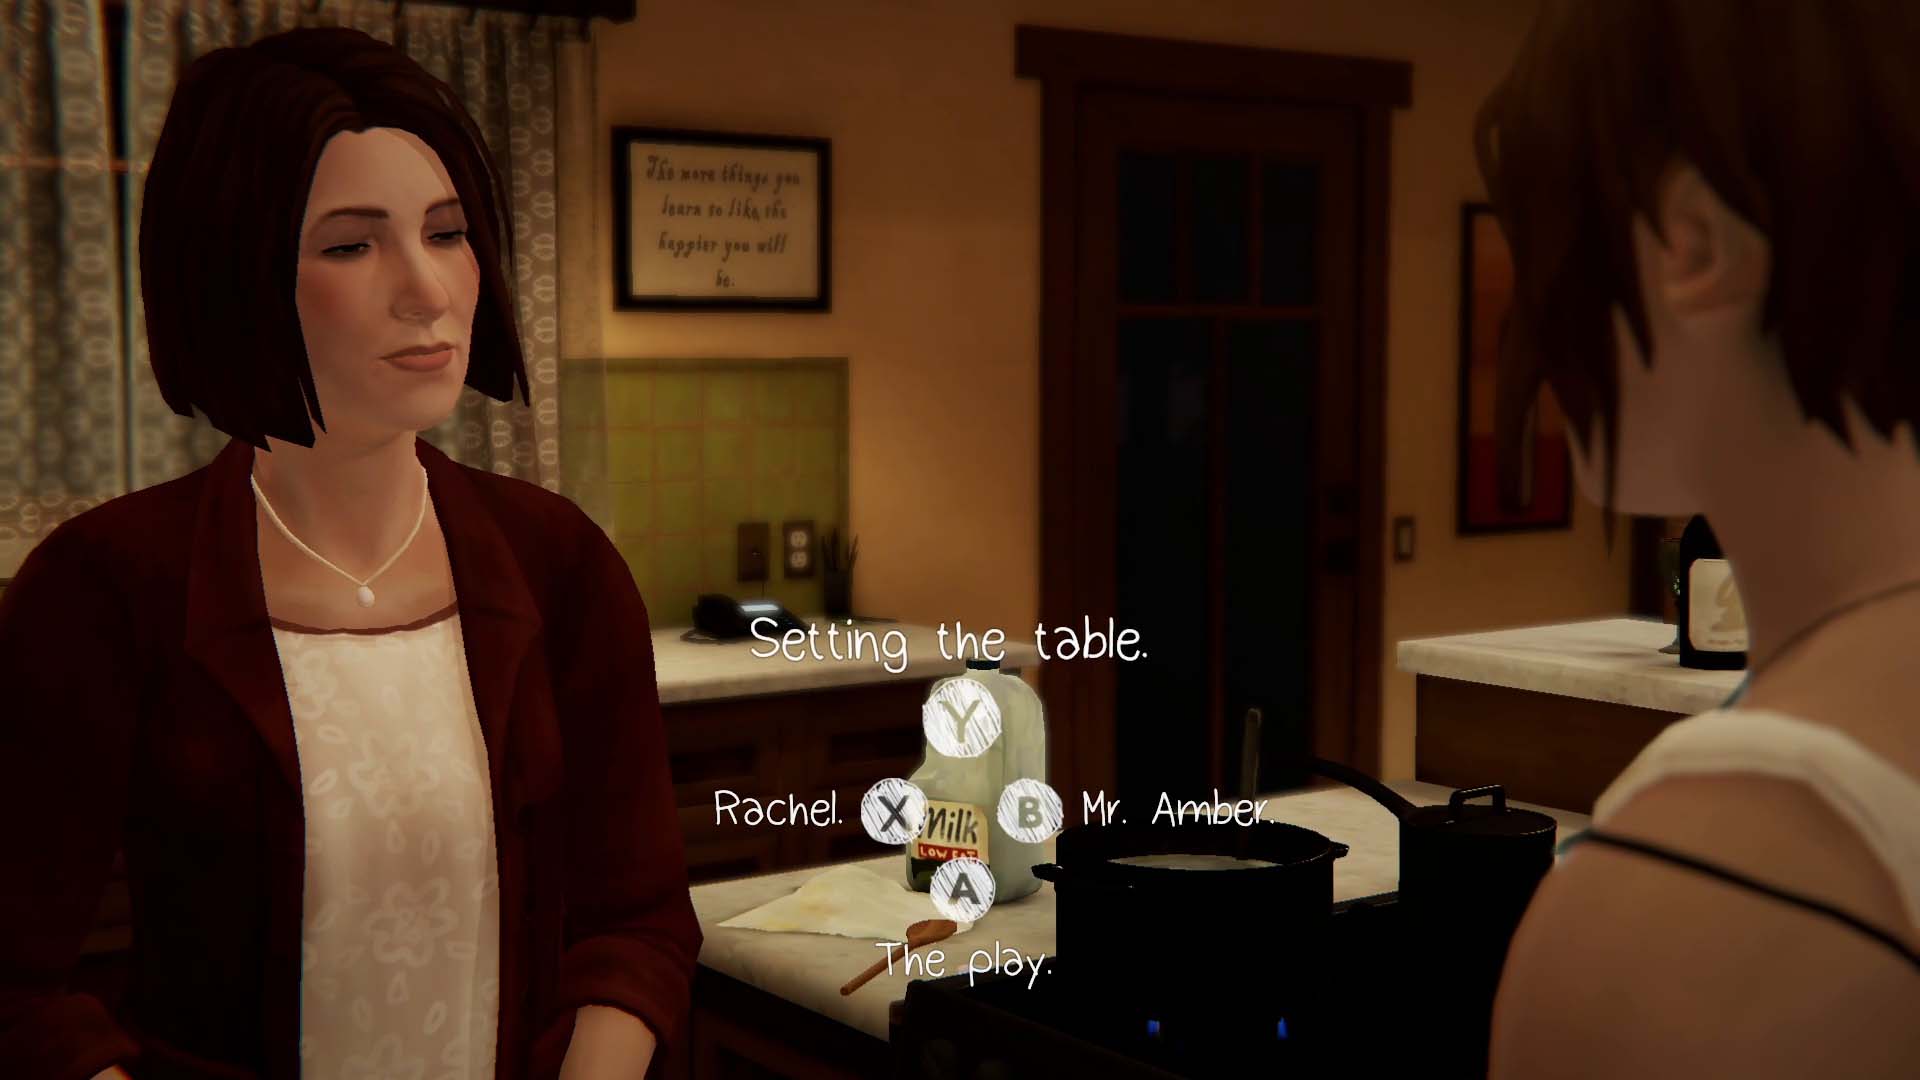 The more things you
learn to like, the
happier you will
be.
Setting the table.
Y
Rachel. X B Mr. Amber.
Milk
LOW FAT
A
The play.